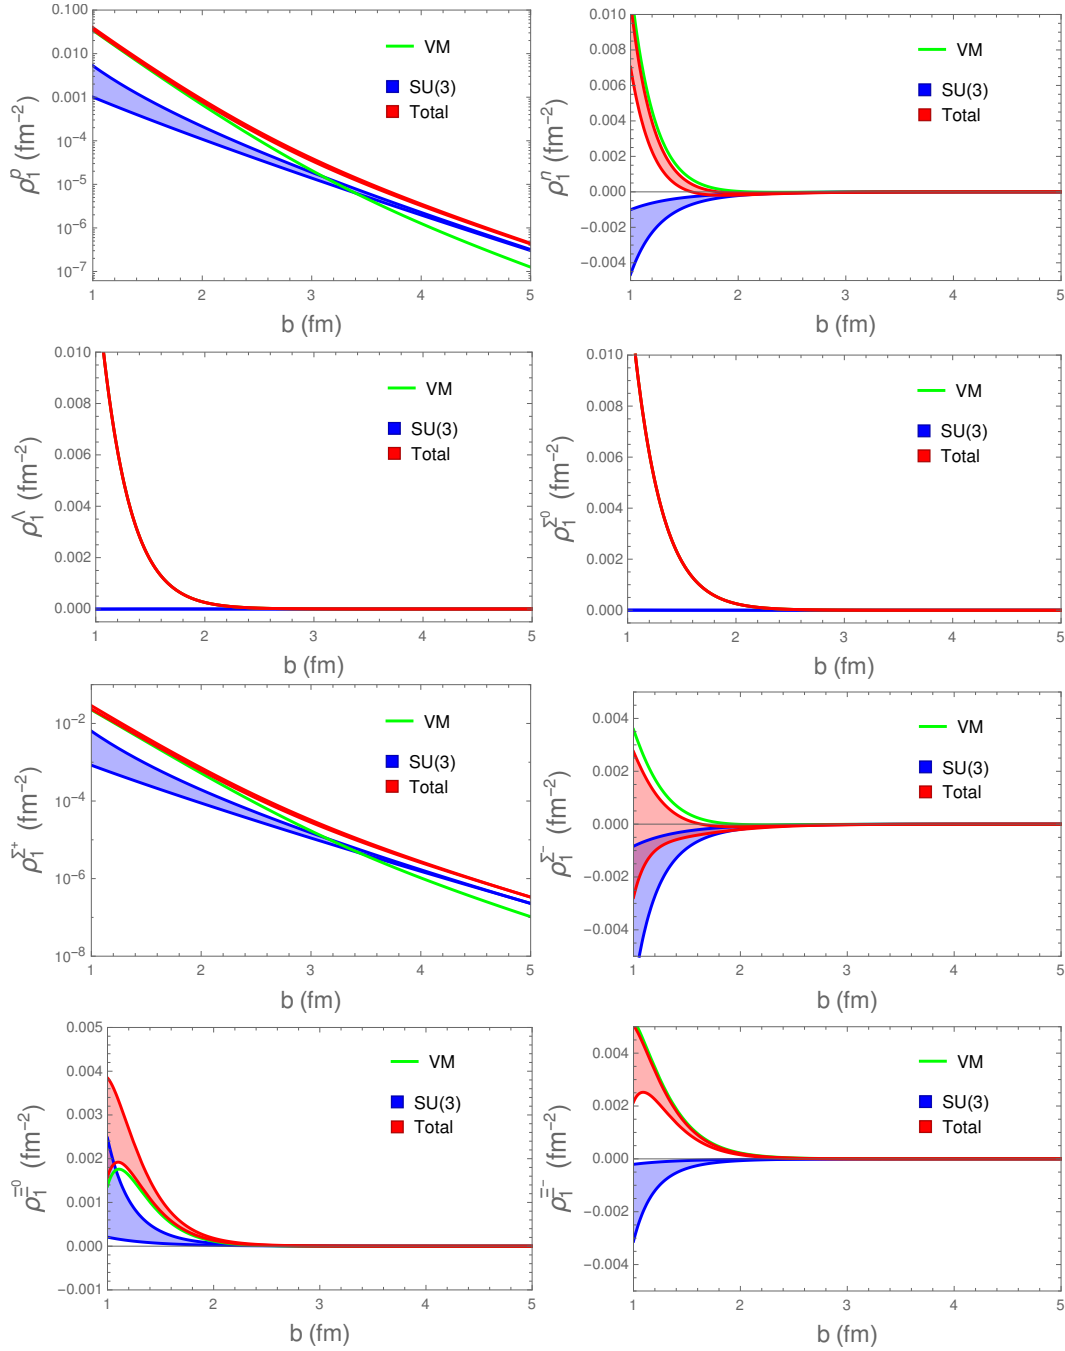 0.100
0.010
0.001
10⁻⁴
10⁻⁵
10⁻⁶
10⁻⁷
1 2 3 4 5
b (fm)
ρ₁ᵖ (fm⁻²)
VM
SU(3)
Total
0.010
0.008
0.006
0.004
0.002
0.000
−0.002
−0.004
1 2 3 4 5
b (fm)
ρ₁ⁿ (fm⁻²)
VM
SU(3)
Total
0.010
0.008
0.006
0.004
0.002
0.000
1 2 3 4 5
b (fm)
ρ₁^Λ (fm⁻²)
VM
SU(3)
Total
0.010
0.008
0.006
0.004
0.002
0.000
1 2 3 4 5
b (fm)
ρ₁^Σ⁰ (fm⁻²)
VM
SU(3)
Total
10⁻²
10⁻⁴
10⁻⁶
10⁻⁸
1 2 3 4 5
b (fm)
ρ₁^Σ⁺ (fm⁻²)
VM
SU(3)
Total
0.004
0.002
0.000
−0.002
−0.004
1 2 3 4 5
b (fm)
ρ₁^Σ⁻ (fm⁻²)
VM
SU(3)
Total
0.005
0.004
0.003
0.002
0.001
0.000
−0.001
1 2 3 4 5
b (fm)
ρ₁^Ξ⁰ (fm⁻²)
VM
SU(3)
Total
0.004
0.002
0.000
−0.002
−0.004
1 2 3 4 5
b (fm)
ρ₁^Ξ⁻ (fm⁻²)
VM
SU(3)
Total